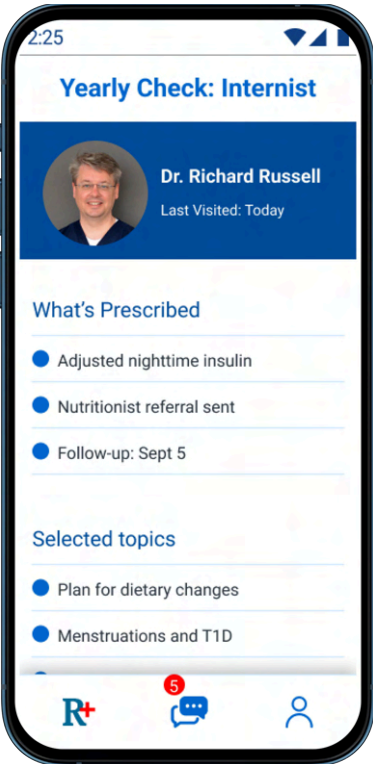 2:25
Yearly Check: Internist
Dr. Richard Russell
Last Visited: Today
What's Prescribed
Adjusted nighttime insulin
Nutritionist referral sent
Follow-up: Sept 5
Selected topics
Plan for dietary changes
Menstruations and T1D
5
R+